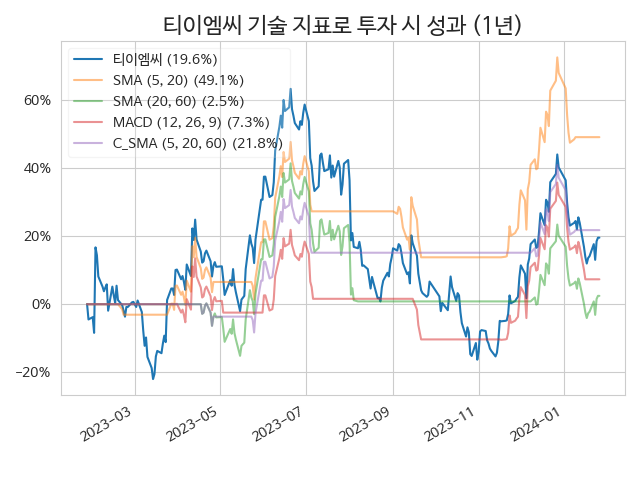 티이엠씨 기술 지표로 투자 시 성과 (1년)
티이엠씨 (19.6%)
SMA (5, 20) (49.1%)
SMA (20, 60) (2.5%)
MACD (12, 26, 9) (7.3%)
C_SMA (5, 20, 60) (21.8%)
60%
40%
20%
0%
−20%
2023−03
2023−05
2023−07
2023−09
2023−11
2024−01